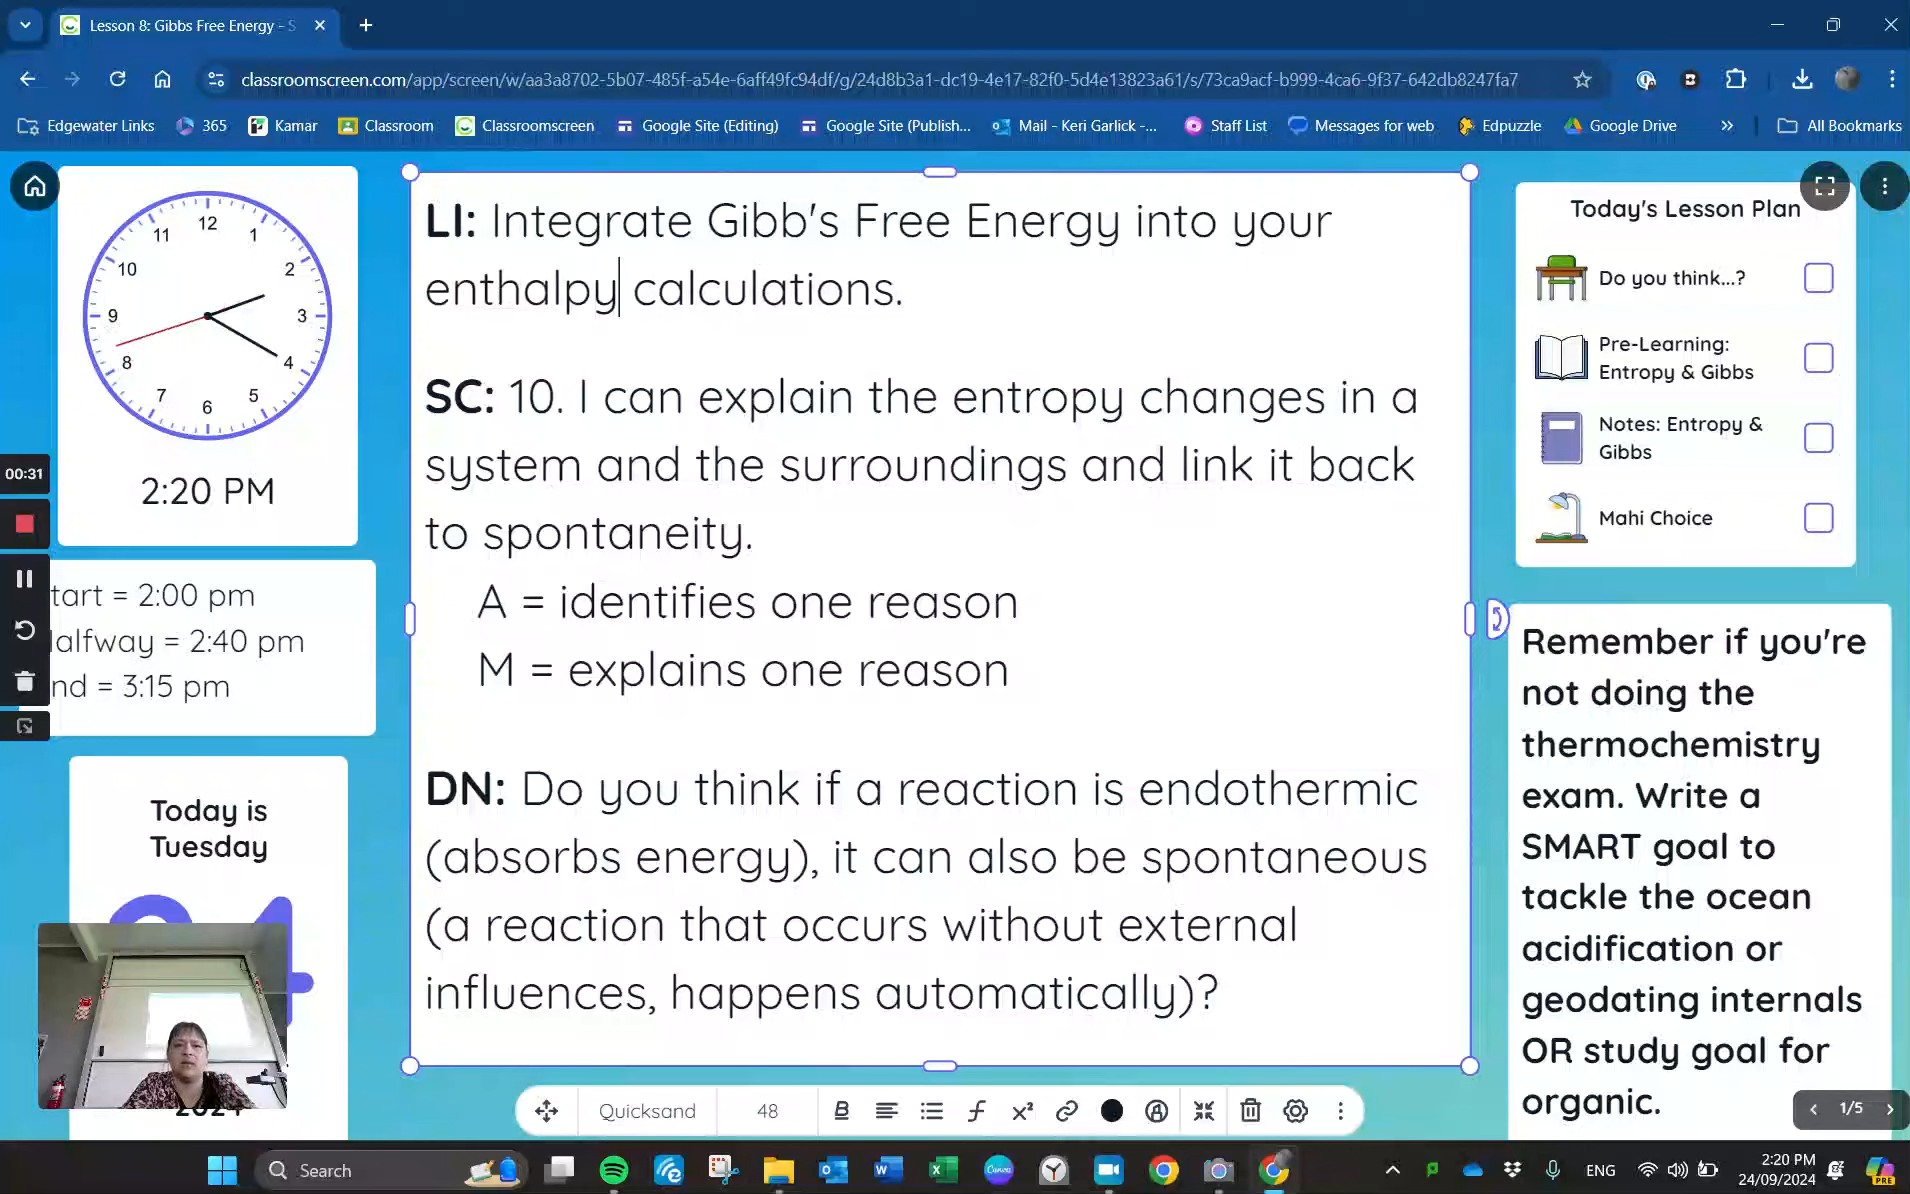 Lesson 8: Gibbs Free Energy - S
classroomscreen.com/app/screen/w/aa3a8702-5b07-485f-a54e-6aff49fc94df/g/24d8b3a1-dc19-4e17-82f0-5d4e13823a61/s/73ca9acf-b999-4ca6-9f37-642db8247fa7
Edgewater Links 365 Kamar Classroom Classroomscreen Google Site (Editing) Google Site (Publish... Mail - Keri Garlick -... Staff List Messages for web Edpuzzle Google Drive All Bookmarks
12
11 1
10 2
9 3
8 4
7 5
6
2:20 PM
00:31
tart = 2:00 pm
alfway = 2:40 pm
nd = 3:15 pm
Today is
Tuesday
LI: Integrate Gibb's Free Energy into your
enthalpy calculations.
SC: 10. I can explain the entropy changes in a
system and the surroundings and link it back
to spontaneity.
A = identifies one reason
M = explains one reason
DN: Do you think if a reaction is endothermic
(absorbs energy), it can also be spontaneous
(a reaction that occurs without external
influences, happens automatically)?
Quicksand 48 B
Today's Lesson Plan
Do you think...?
Pre-Learning:
Entropy & Gibbs
Notes: Entropy &
Gibbs
Mahi Choice
Remember if you're
not doing the
thermochemistry
exam. Write a
SMART goal to
tackle the ocean
acidification or
geodating internals
OR study goal for
organic.
1/5
Search
ENG
2:20 PM
24/09/2024